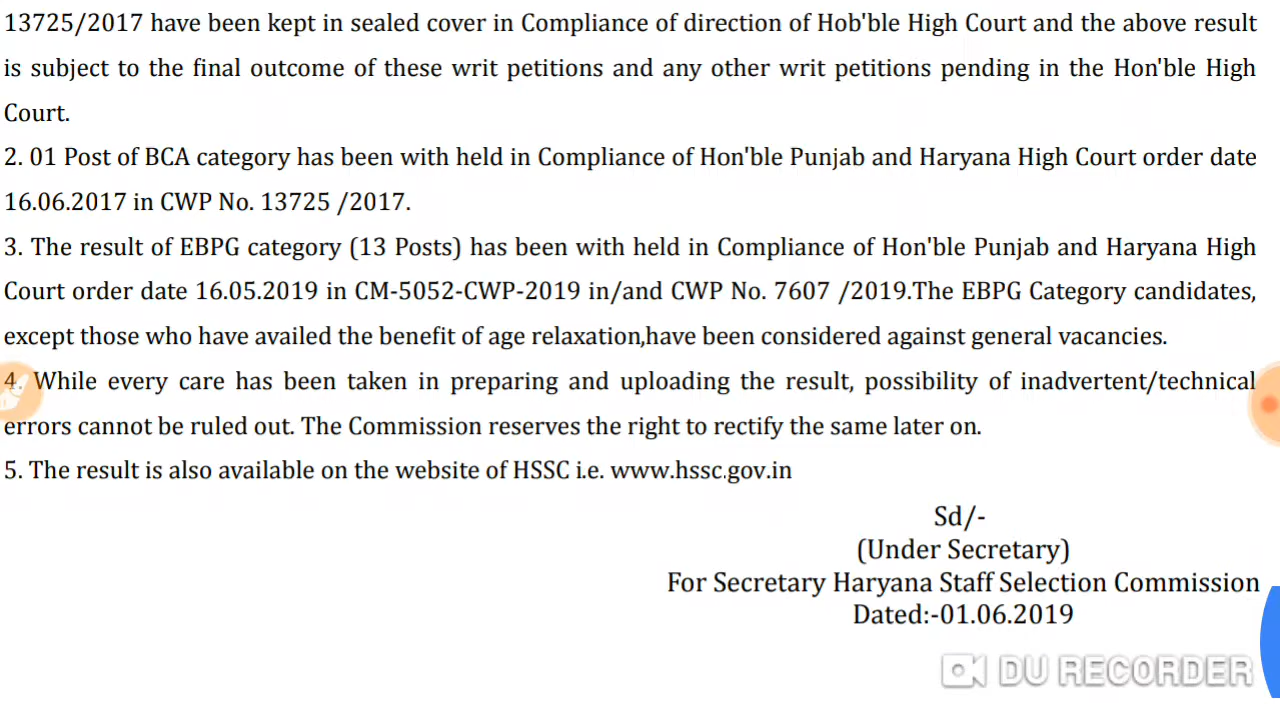 13725/2017 have been kept in sealed cover in Compliance of direction of Hob'ble High Court and the above result
is subject to the final outcome of these writ petitions and any other writ petitions pending in the Hon'ble High
Court.
2. 01 Post of BCA category has been with held in Compliance of Hon'ble Punjab and Haryana High Court order date
16.06.2017 in CWP No. 13725 /2017.
3. The result of EBPG category (13 Posts) has been with held in Compliance of Hon'ble Punjab and Haryana High
Court order date 16.05.2019 in CM-5052-CWP-2019 in/and CWP No. 7607 /2019.The EBPG Category candidates,
except those who have availed the benefit of age relaxation,have been considered against general vacancies.
4. While every care has been taken in preparing and uploading the result, possibility of inadvertent/technical
errors cannot be ruled out. The Commission reserves the right to rectify the same later on.
5. The result is also available on the website of HSSC i.e. www.hssc.gov.in
Sd/-
(Under Secretary)
For Secretary Haryana Staff Selection Commission
Dated:-01.06.2019
DU RECORDER